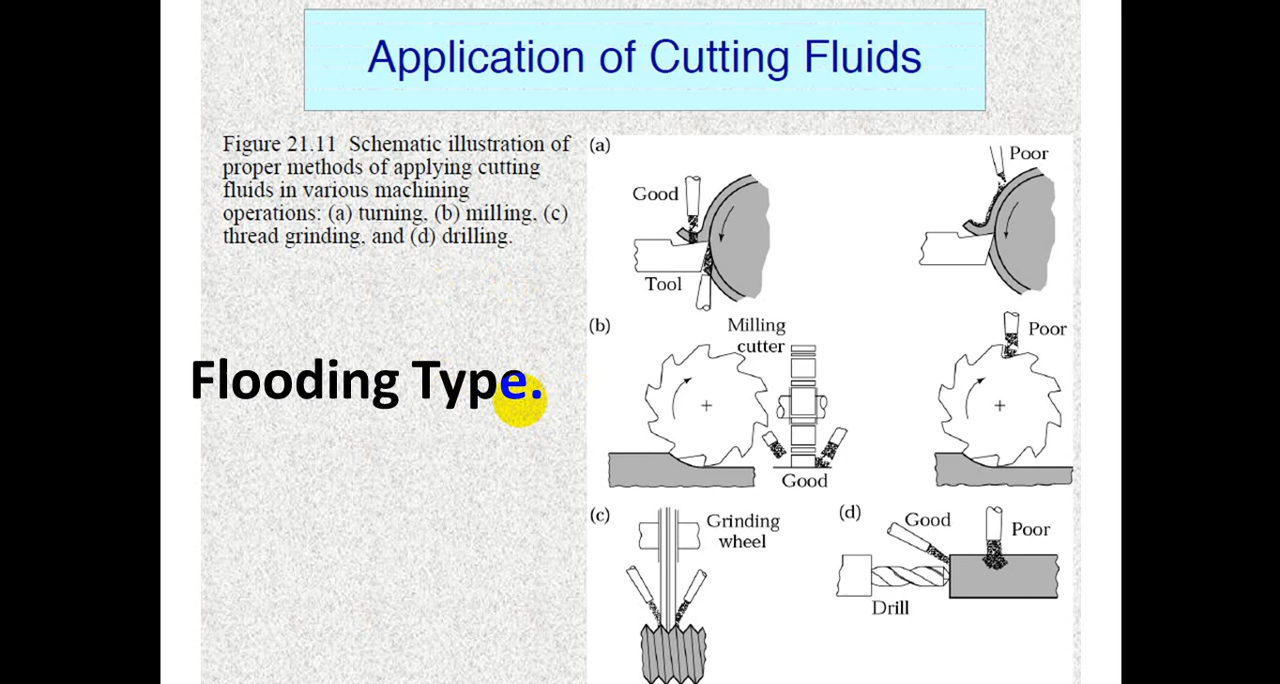 Application of Cutting Fluids
Figure 21.11 Schematic illustration of
proper methods of applying cutting
fluids in various machining
operations: (a) turning, (b) milling, (c)
thread grinding, and (d) drilling.
Flooding Type.
(a)
Good
Poor
Tool
(b)
Milling
cutter
Poor
Good
(c)
Grinding
wheel
(d)
Good
Poor
Drill